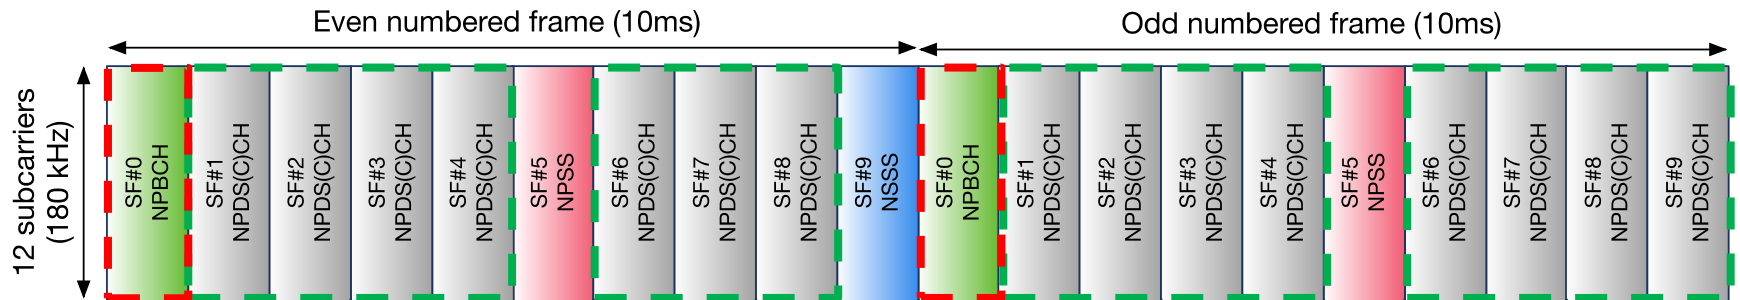 Even numbered frame (10ms)
Odd numbered frame (10ms)
12 subcarriers
(180 kHz)
SF#0
NPBCH
SF#1
NPDS(C)CH
SF#2
NPDS(C)CH
SF#3
NPDS(C)CH
SF#4
NPDS(C)CH
SF#5
NPSS
SF#6
NPDS(C)CH
SF#7
NPDS(C)CH
SF#8
NPDS(C)CH
SF#9
NSSS
SF#0
NPBCH
SF#1
NPDS(C)CH
SF#2
NPDS(C)CH
SF#3
NPDS(C)CH
SF#4
NPDS(C)CH
SF#5
NPSS
SF#6
NPDS(C)CH
SF#7
NPDS(C)CH
SF#8
NPDS(C)CH
SF#9
NPDS(C)CH